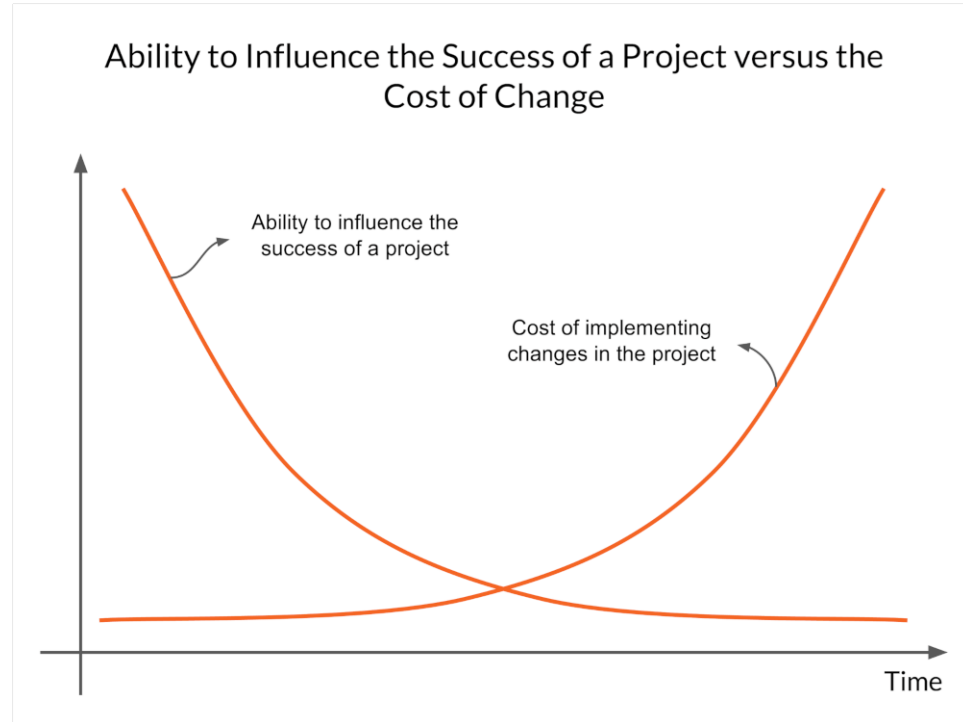 Ability to Influence the Success of a Project versus the
Cost of Change
Ability to influence the
success of a project
Cost of implementing
changes in the project
Time